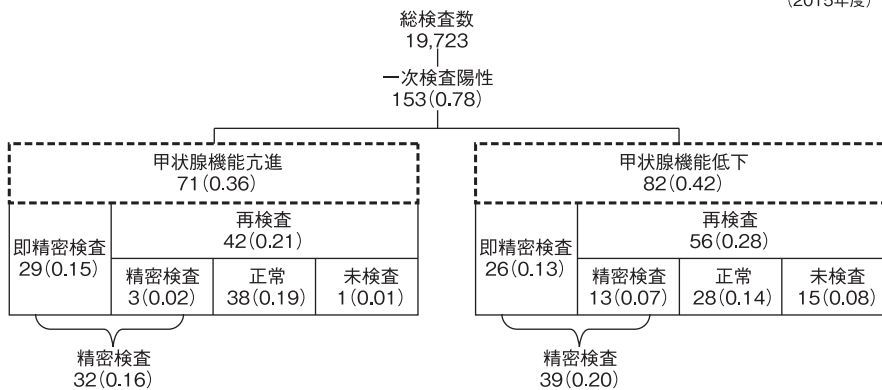 (2015年度)
総検査数
19,723
一次検査陽性
153(0.78)
甲状腺機能亢進
71(0.36)
即精密検査
29(0.15)
再検査
42(0.21)
精密検査
3(0.02)
正常
38(0.19)
未検査
1(0.01)
精密検査
32(0.16)
甲状腺機能低下
82(0.42)
即精密検査
26(0.13)
再検査
56(0.28)
精密検査
13(0.07)
正常
28(0.14)
未検査
15(0.08)
精密検査
39(0.20)